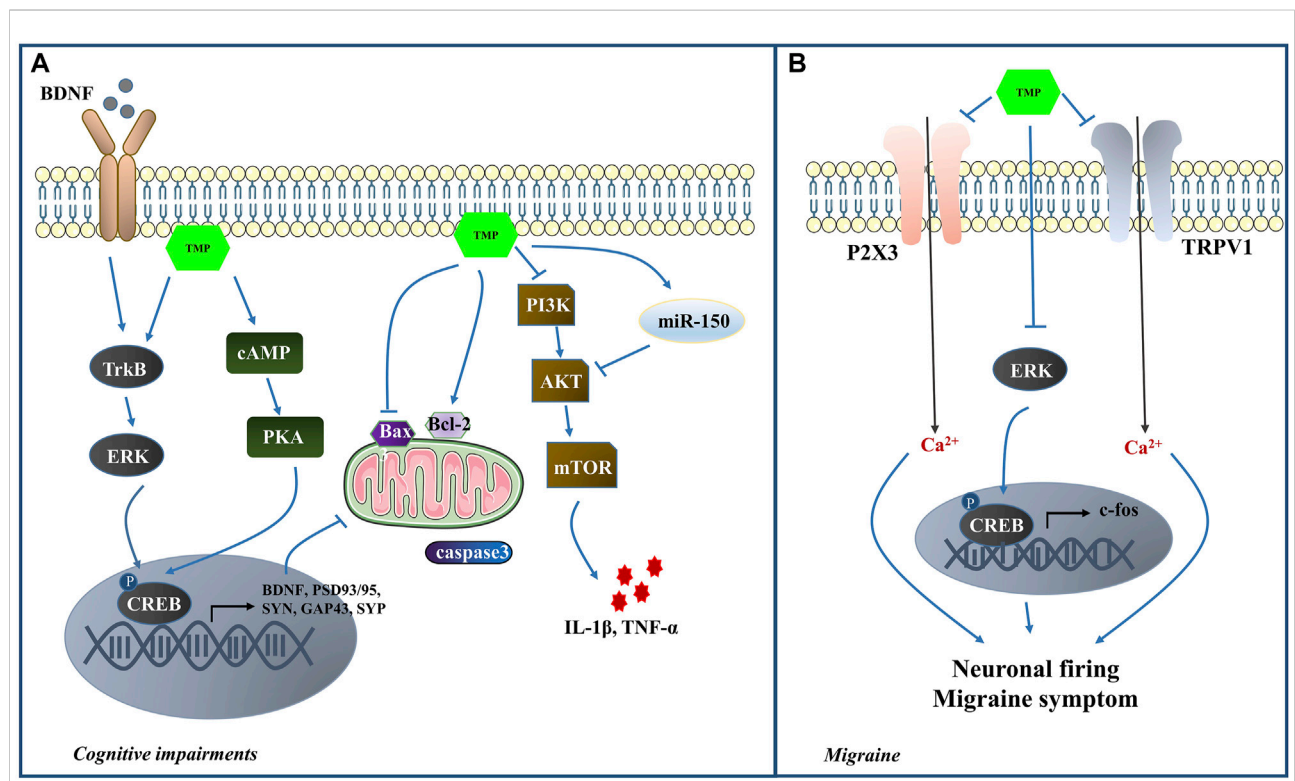 A
BDNF
TMP
TrkB
ERK
cAMP
PKA
P
CREB
BDNF, PSD93/95,
SYN, GAP43, SYP
TMP
Bax
Bcl-2
caspase3
PI3K
AKT
mTOR
miR-150
IL-1β, TNF-α
Cognitive impairments
B
TMP
P2X3
TRPV1
ERK
Ca²⁺
Ca²⁺
P
CREB
c-fos
Neuronal firing
Migraine symptom
Migraine